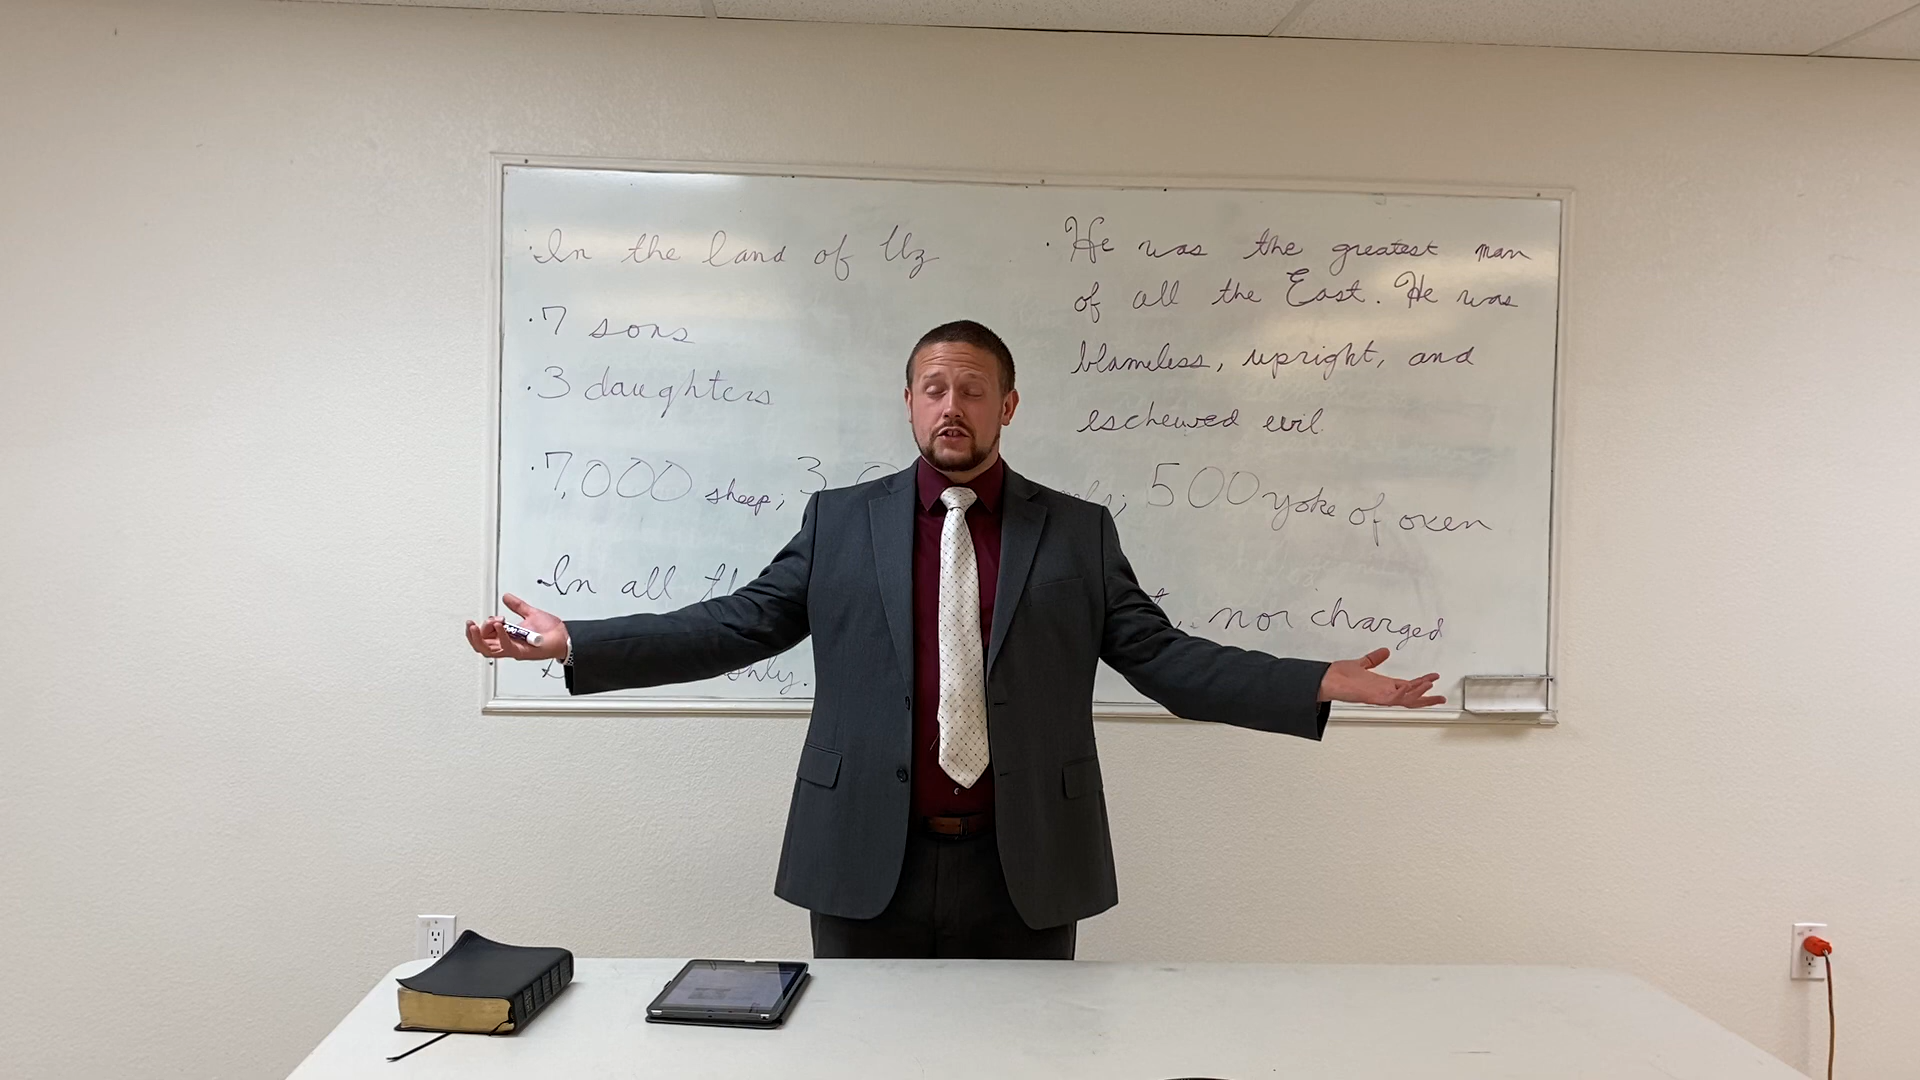 · In the land of Uz
· 7 sons
· 3 daughters
· He was the greatest man
of all the East. He was
blameless, upright, and
eschewed evil.
· 7,000 sheep; 3 500 yoke of oxen
· In all nor charged